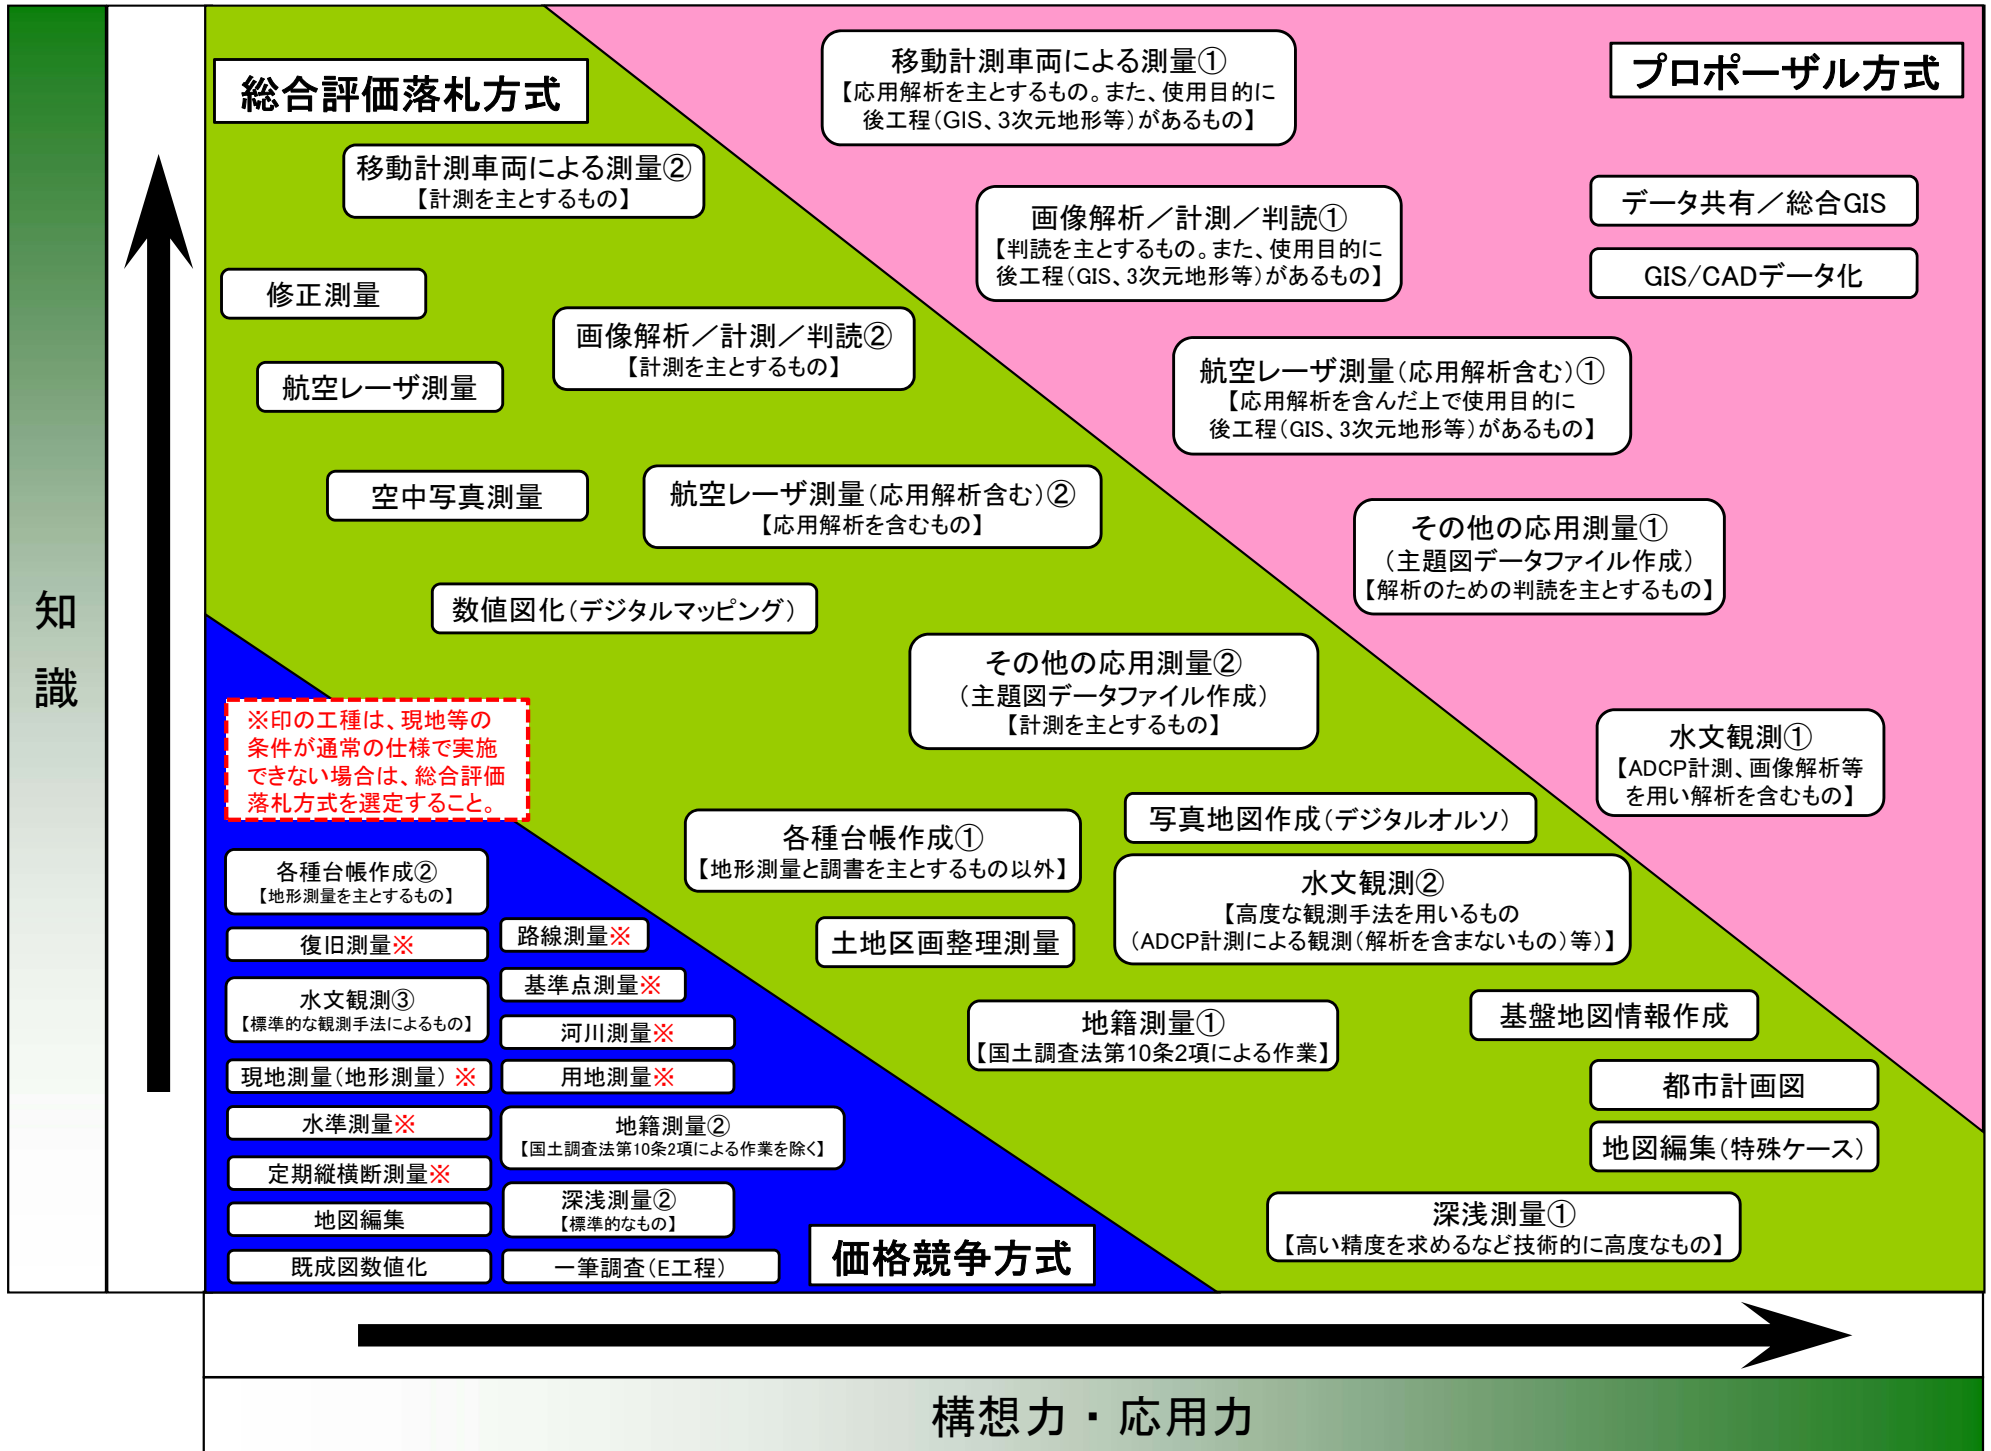 総合評価落札方式
プロポーザル方式
移動計測車両による測量①
【応用解析を主とするもの。また、使用目的に
後工程(GIS、3次元地形等)があるもの】
移動計測車両による測量②
【計測を主とするもの】
画像解析／計測／判読①
【判読を主とするもの。また、使用目的に
後工程(GIS、3次元地形等)があるもの】
データ共有／総合GIS
GIS/CADデータ化
修正測量
画像解析／計測／判読②
【計測を主とするもの】
航空レーザ測量
航空レーザ測量(応用解析含む)①
【応用解析を含んだ上で使用目的に
後工程(GIS、3次元地形等)があるもの】
空中写真測量
航空レーザ測量(応用解析含む)②
【応用解析を含むもの】
その他の応用測量①
(主題図データファイル作成)
【解析のための判読を主とするもの】
数値図化(デジタルマッピング)
その他の応用測量②
(主題図データファイル作成)
【計測を主とするもの】
知
識
※印の工種は、現地等の
条件が通常の仕様で実施
できない場合は、総合評価
落札方式を選定すること。
水文観測①
【ADCP計測、画像解析等
を用い解析を含むもの】
写真地図作成(デジタルオルソ)
各種台帳作成①
【地形測量と調書を主とするもの以外】
水文観測②
【高度な観測手法を用いるもの
(ADCP計測による観測(解析を含まないもの)等)】
土地区画整理測量
地籍測量①
【国土調査法第10条2項による作業】
基盤地図情報作成
都市計画図
地図編集(特殊ケース)
深浅測量①
【高い精度を求めるなど技術的に高度なもの】
各種台帳作成②
【地形測量を主とするもの】
復旧測量※
水文観測③
【標準的な観測手法によるもの】
現地測量(地形測量)※
水準測量※
定期縦横断測量※
地図編集
既成図数値化
路線測量※
基準点測量※
河川測量※
用地測量※
地籍測量②
【国土調査法第10条2項による作業を除く】
深浅測量②
【標準的なもの】
一筆調査(E工程)
価格競争方式
構想力・応用力